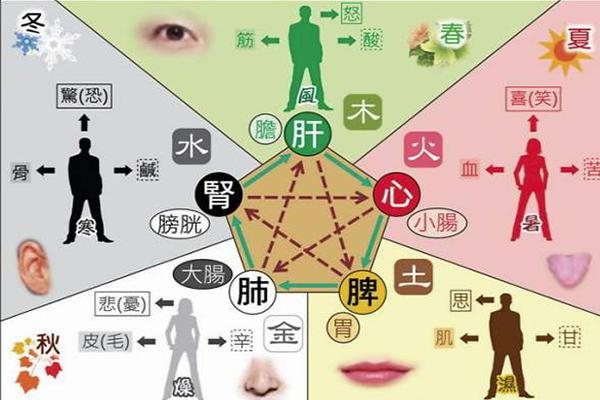 冬
怒
筋
酸
春
夏
風
木
膽
肝
驚(恐)
骨
鹹
寒
水
腎
膀胱
喜(笑)
血
苦
暑
火
心
小腸
大腸
肺
脾
土
胃
金
悲(憂)
皮(毛)
辛
燥
秋
思
肌
甘
濕